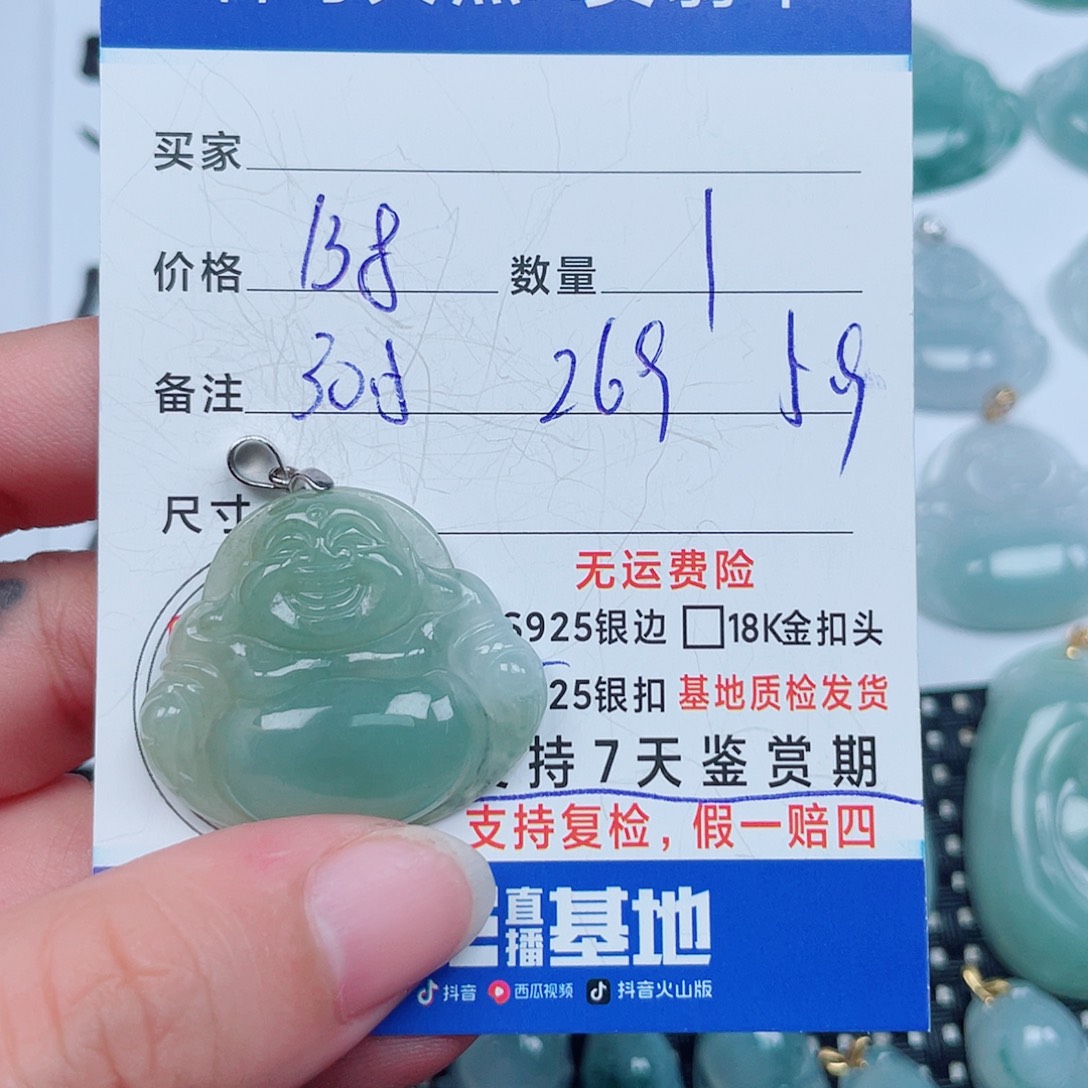 买家
价格 138 数量 1
备注 30 269 59
尺寸
无运费险
S925银边 18K金扣头
25银扣 基地质检发货
持7天鉴赏期
支持复检，假一赔四
直播基地
抖音 西瓜视频 抖音火山版